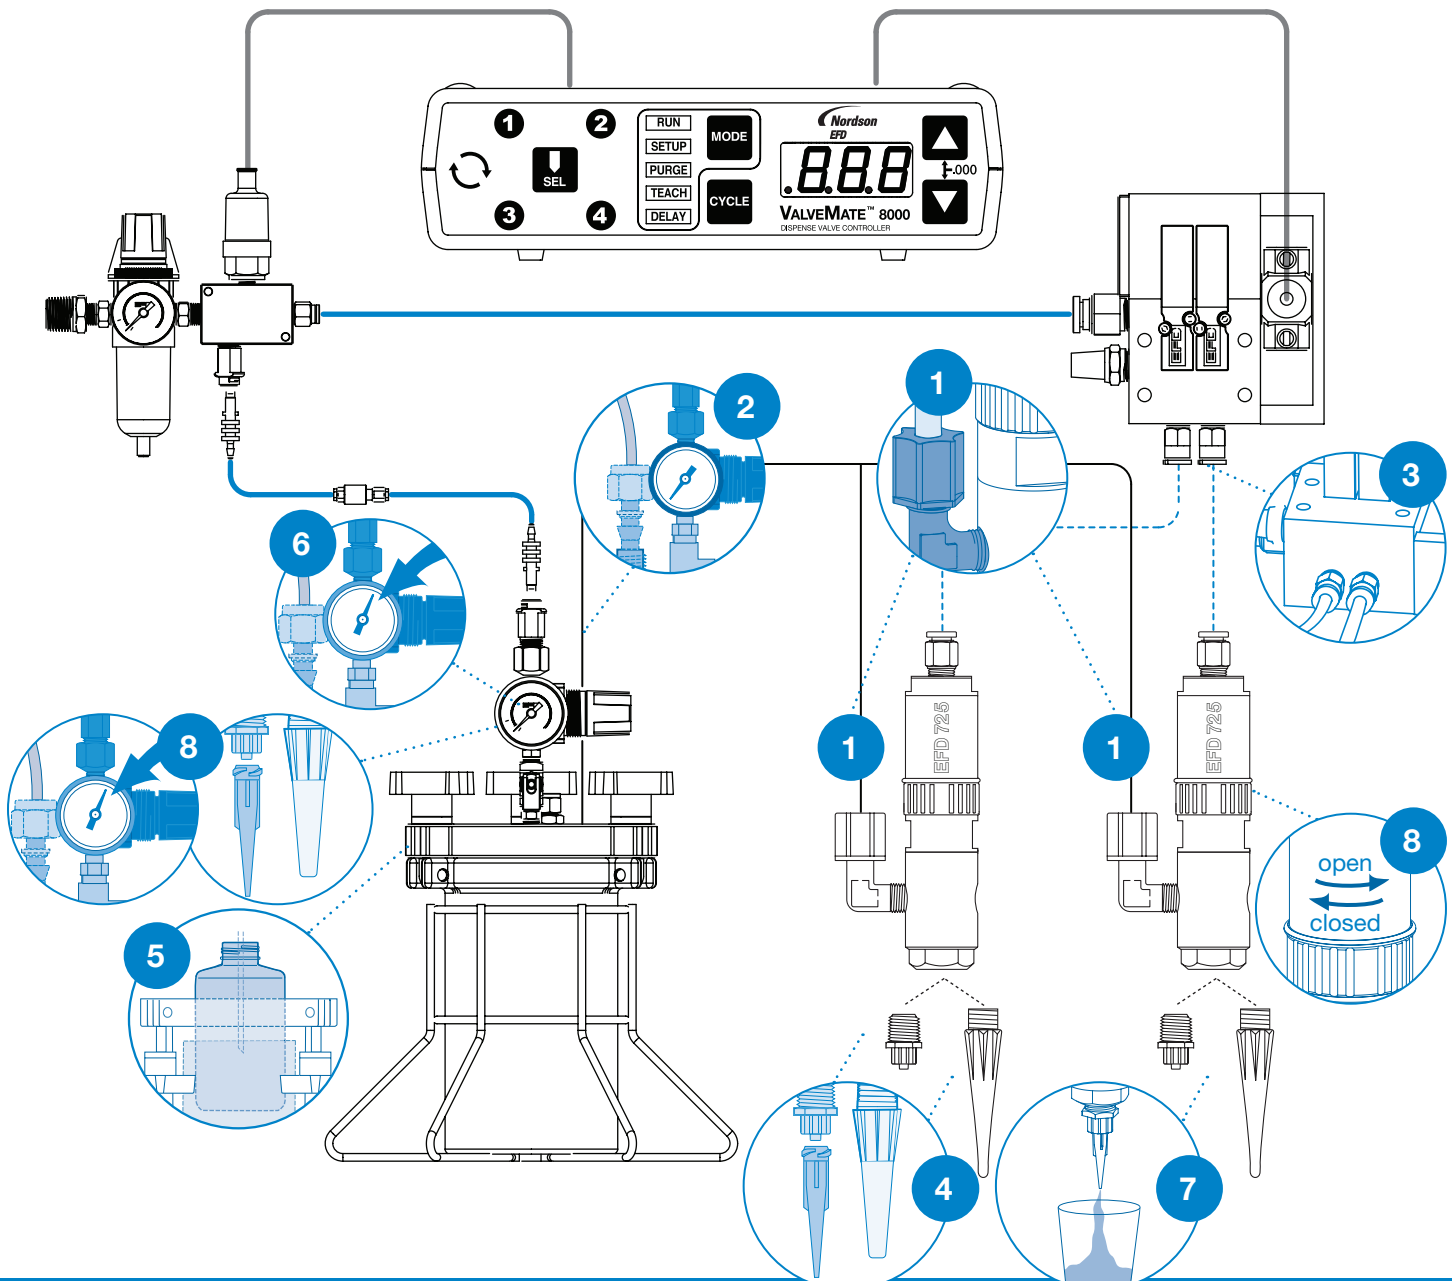 1
2
3
4
SEL
RUN
SETUP
PURGE
TEACH
DELAY
MODE
CYCLE
Nordson
EFD
.8.8.8
.000
VALVEMATE™ 8000
DISPENSE VALVE CONTROLLER
EFD
EFD
2
1
3
6
8
1
EFD 725
1
EFD 725
8
open
closed
5
4
7